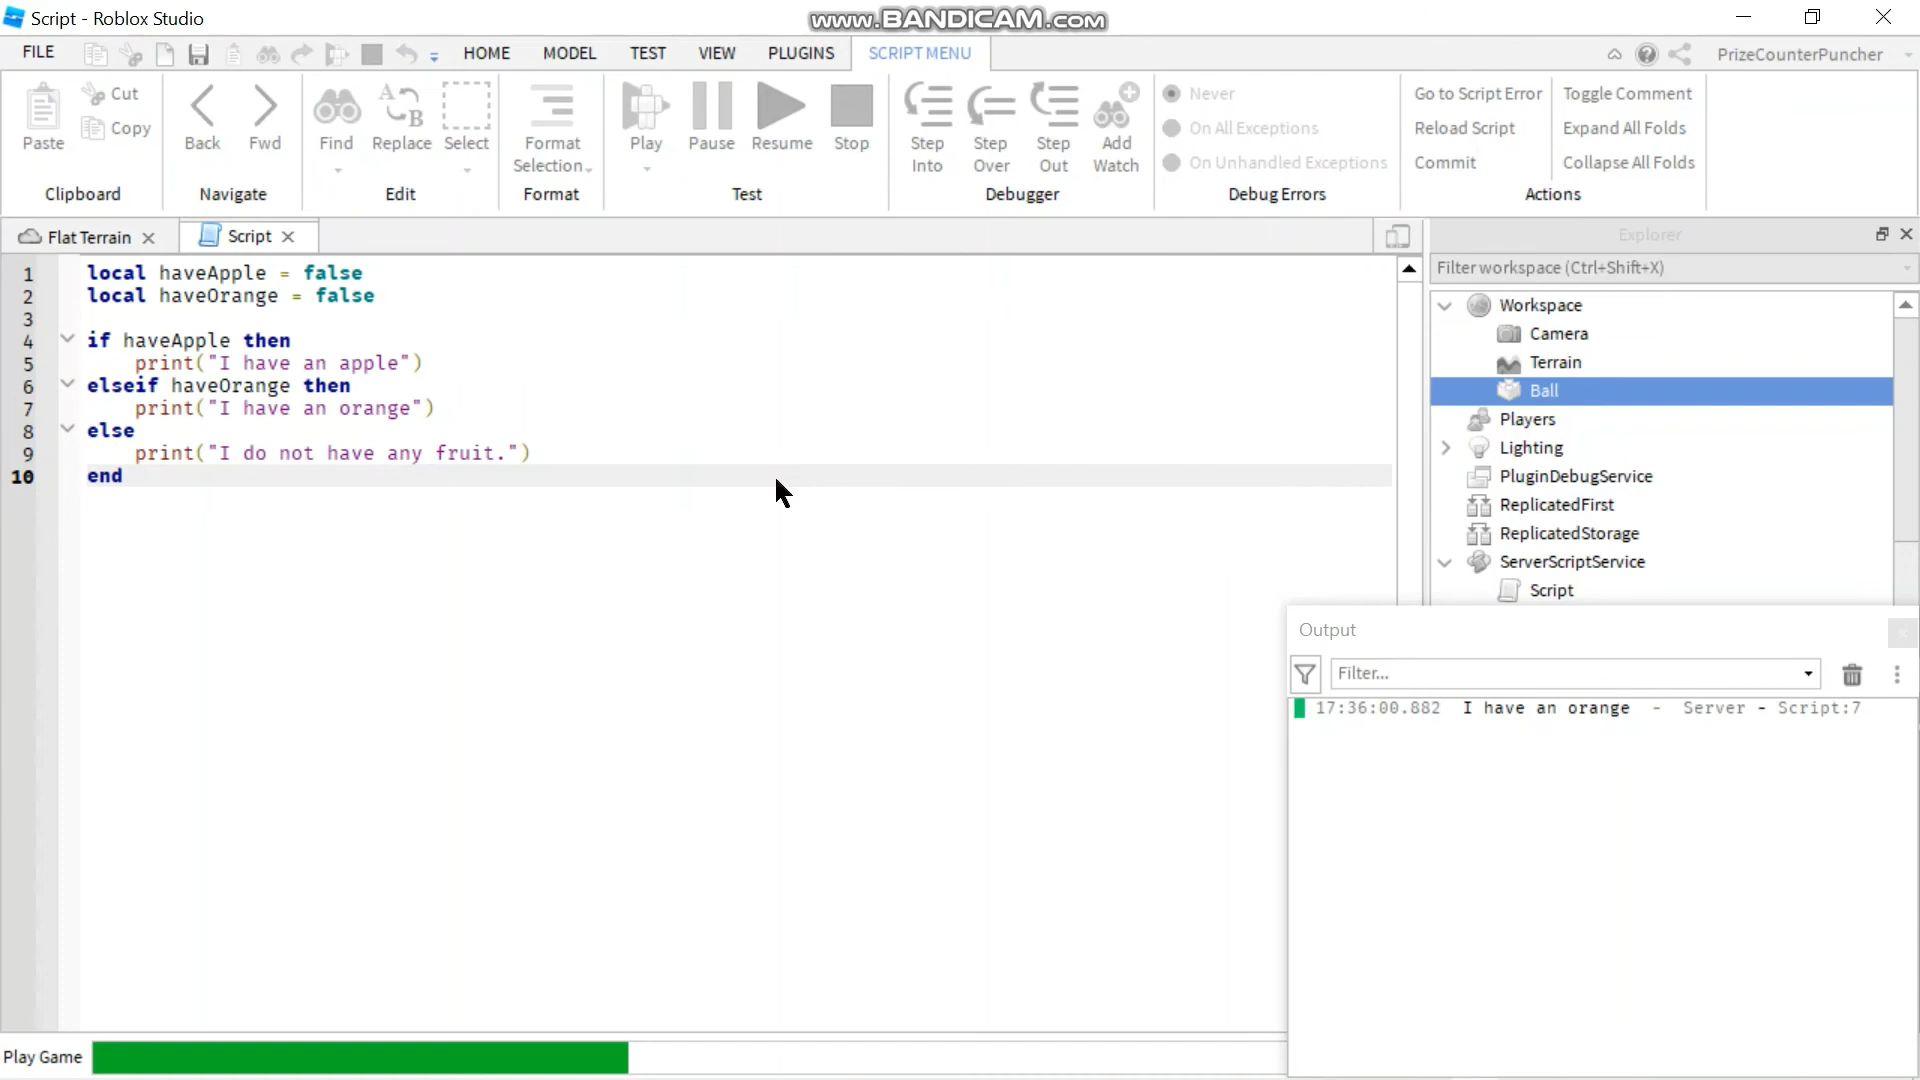 Script - Roblox Studio
www.BANDICAM.com
FILE
HOME
MODEL
TEST
VIEW
PLUGINS
SCRIPT MENU
PrizeCounterPuncher
Paste
Cut
Copy
Clipboard
Back
Fwd
Navigate
Find
Replace
Select
Edit
Format
Selection
Format
Play
Pause
Resume
Stop
Test
Step
Into
Step
Over
Step
Out
Add
Watch
Debugger
Never
On All Exceptions
On Unhandled Exceptions
Debug Errors
Go to Script Error
Reload Script
Commit
Toggle Comment
Expand All Folds
Collapse All Folds
Actions
Flat Terrain
Script
1 local haveApple = false
2 local haveOrange = false
3
4 if haveApple then
5 print("I have an apple")
6 elseif haveOrange then
7 print("I have an orange")
8 else
9 print("I do not have any fruit.")
10 end
Explorer
Filter workspace (Ctrl+Shift+X)
Workspace
Camera
Terrain
Ball
Players
Lighting
PluginDebugService
ReplicatedFirst
ReplicatedStorage
ServerScriptService
Script
Output
Filter...
17:36:00.882 I have an orange - Server - Script:7
Play Game